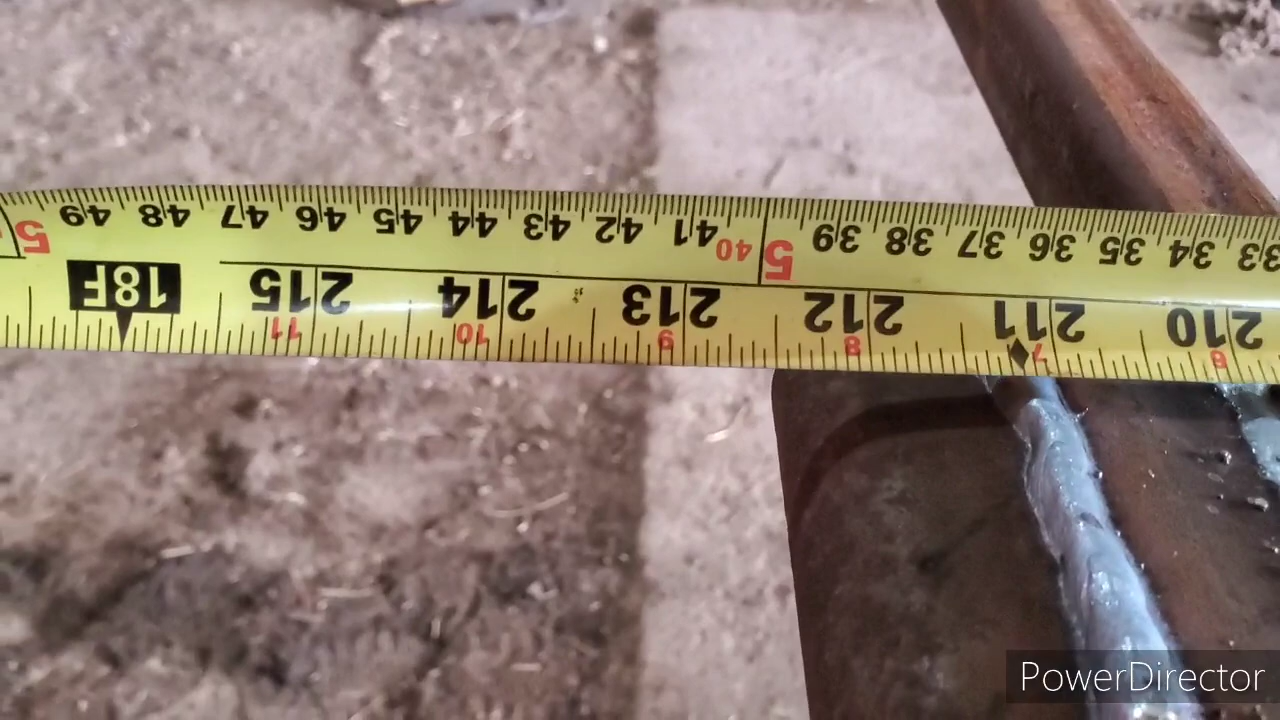 5 49 48 47 46 45 44 43 42 41 40 5 39 38 37 36 35 34 33
18F 215 214 213 212 211 210
11 10 9 8 7 6
PowerDirector